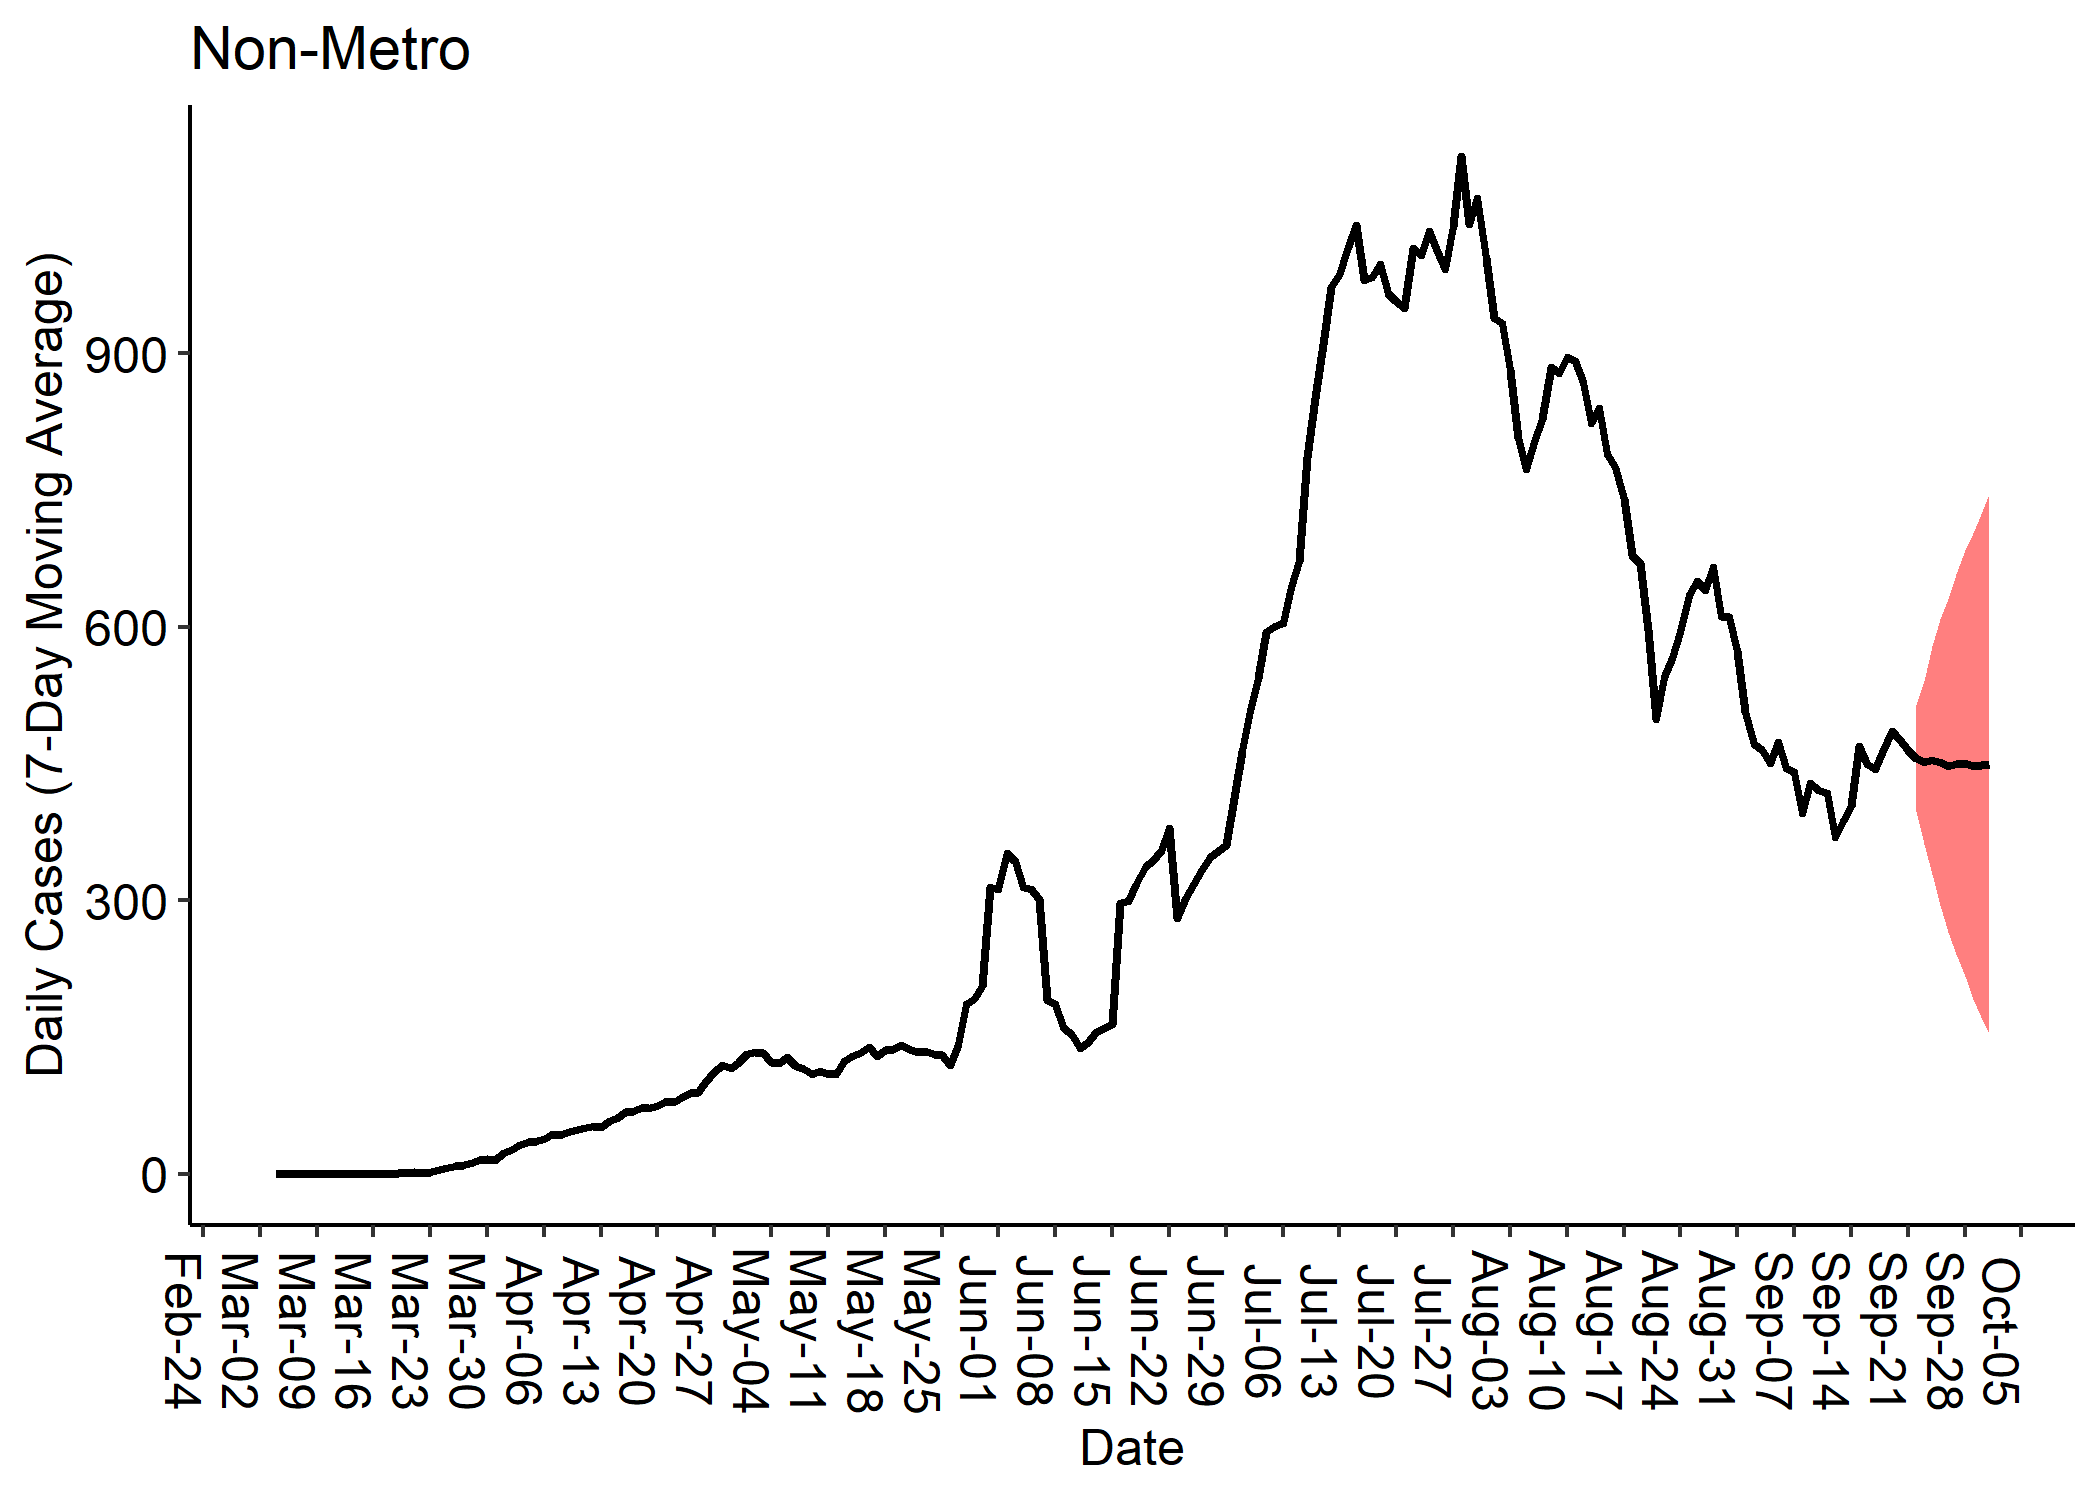 Non-Metro
Daily Cases (7-Day Moving Average)
900
600
300
0
Feb-24
Mar-02
Mar-09
Mar-16
Mar-23
Mar-30
Apr-06
Apr-13
Apr-20
Apr-27
May-04
May-11
May-18
May-25
Jun-01
Jun-08
Jun-15
Jun-22
Jun-29
Jul-06
Jul-13
Jul-20
Jul-27
Aug-03
Aug-10
Aug-17
Aug-24
Aug-31
Sep-07
Sep-14
Sep-21
Sep-28
Oct-05
Date